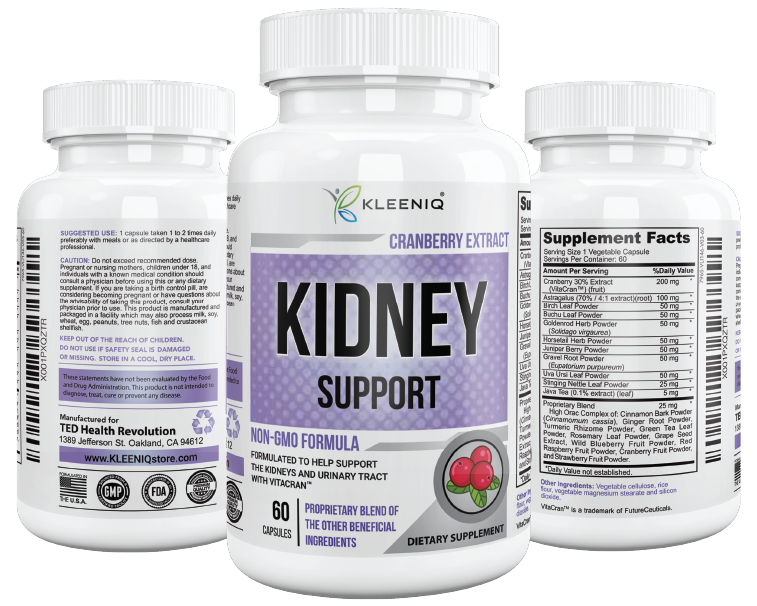 SUGGESTED USE: 1 capsule taken 1 to 2 times daily
preferably with meals or as directed by a healthcare
professional.
CAUTION: Do not exceed recommended dose.
Pregnant or nursing mothers, children under 18, and
individuals with a known medical condition should
consult a physician before using this or any dietary
supplement. If you are taking a birth control pill, are
considering becoming pregnant or have questions about
the advisability of taking this product, consult your
physician prior to use. This product is manufactured and
packaged in a facility which may also process milk, soy,
wheat, egg, peanuts, tree nuts, fish and crustacean
shellfish.
KEEP OUT OF THE REACH OF CHILDREN.
DO NOT USE IF SAFETY SEAL IS DAMAGED
OR MISSING. STORE IN A COOL, DRY PLACE.
These statements have not been evaluated by the Food
and Drug Administration. This product is not intended to
diagnose, treat, cure or prevent any disease.
Manufactured for
TED Health Revolution
1389 Jefferson St. Oakland, CA 94612
www.KLEENIQstore.com
FORMULATED IN
THE U.S.A.
GMP
FDA
QUALITY
X001PXQZTR
KLEENIQ®
CRANBERRY EXTRACT
KIDNEY
SUPPORT
NON-GMO FORMULA
FORMULATED TO HELP SUPPORT
THE KIDNEYS AND URINARY TRACT
WITH VITACRAN™
60
CAPSULES
PROPRIETARY BLEND OF
THE OTHER BENEFICIAL
INGREDIENTS
DIETARY SUPPLEMENT
Supplement Facts
Serving Size 1 Vegetable Capsule
Servings Per Container: 60
Amount Per Serving %Daily Value
Cranberry 30% Extract 200 mg *
(VitaCran™) (fruit)
Astragalus (70% / 4:1 extract)(root) 100 mg *
Birch Leaf Powder 50 mg *
Buchu Leaf Powder 50 mg *
Goldenrod Herb Powder 50 mg *
(Solidago virgaurea)
Horsetail Herb Powder 50 mg *
Juniper Berry Powder 50 mg *
Gravel Root Powder 50 mg *
(Eupatorium purpureum)
Uva Ursi Leaf Powder 50 mg *
Stinging Nettle Leaf Powder 25 mg *
Java Tea (0.1% extract) (leaf) 5 mg *
Proprietary Blend 25 mg *
High Orac Complex of: Cinnamon Bark Powder
(Cinnamomum cassia), Ginger Root Powder,
Turmeric Rhizome Powder, Green Tea Leaf
Powder, Rosemary Leaf Powder, Grape Seed
Extract, Wild Blueberry Fruit Powder, Red
Raspberry Fruit Powder, Cranberry Fruit Powder,
and Strawberry Fruit Powder.
*Daily Value not established.
Other Ingredients: Vegetable cellulose, rice
flour, vegetable magnesium stearate and silicon
dioxide.
VitaCran™ is a trademark of FutureCeuticals.
X001PXQZTR